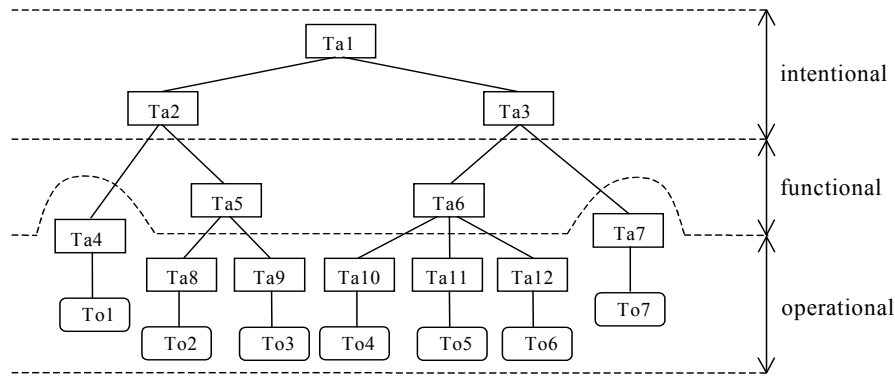 Ta1
intentional
Ta2
Ta3
functional
Ta5
Ta6
Ta4
Ta7
Ta8
Ta9
Ta10
Ta11
Ta12
operational
To1
To7
To2
To3
To4
To5
To6